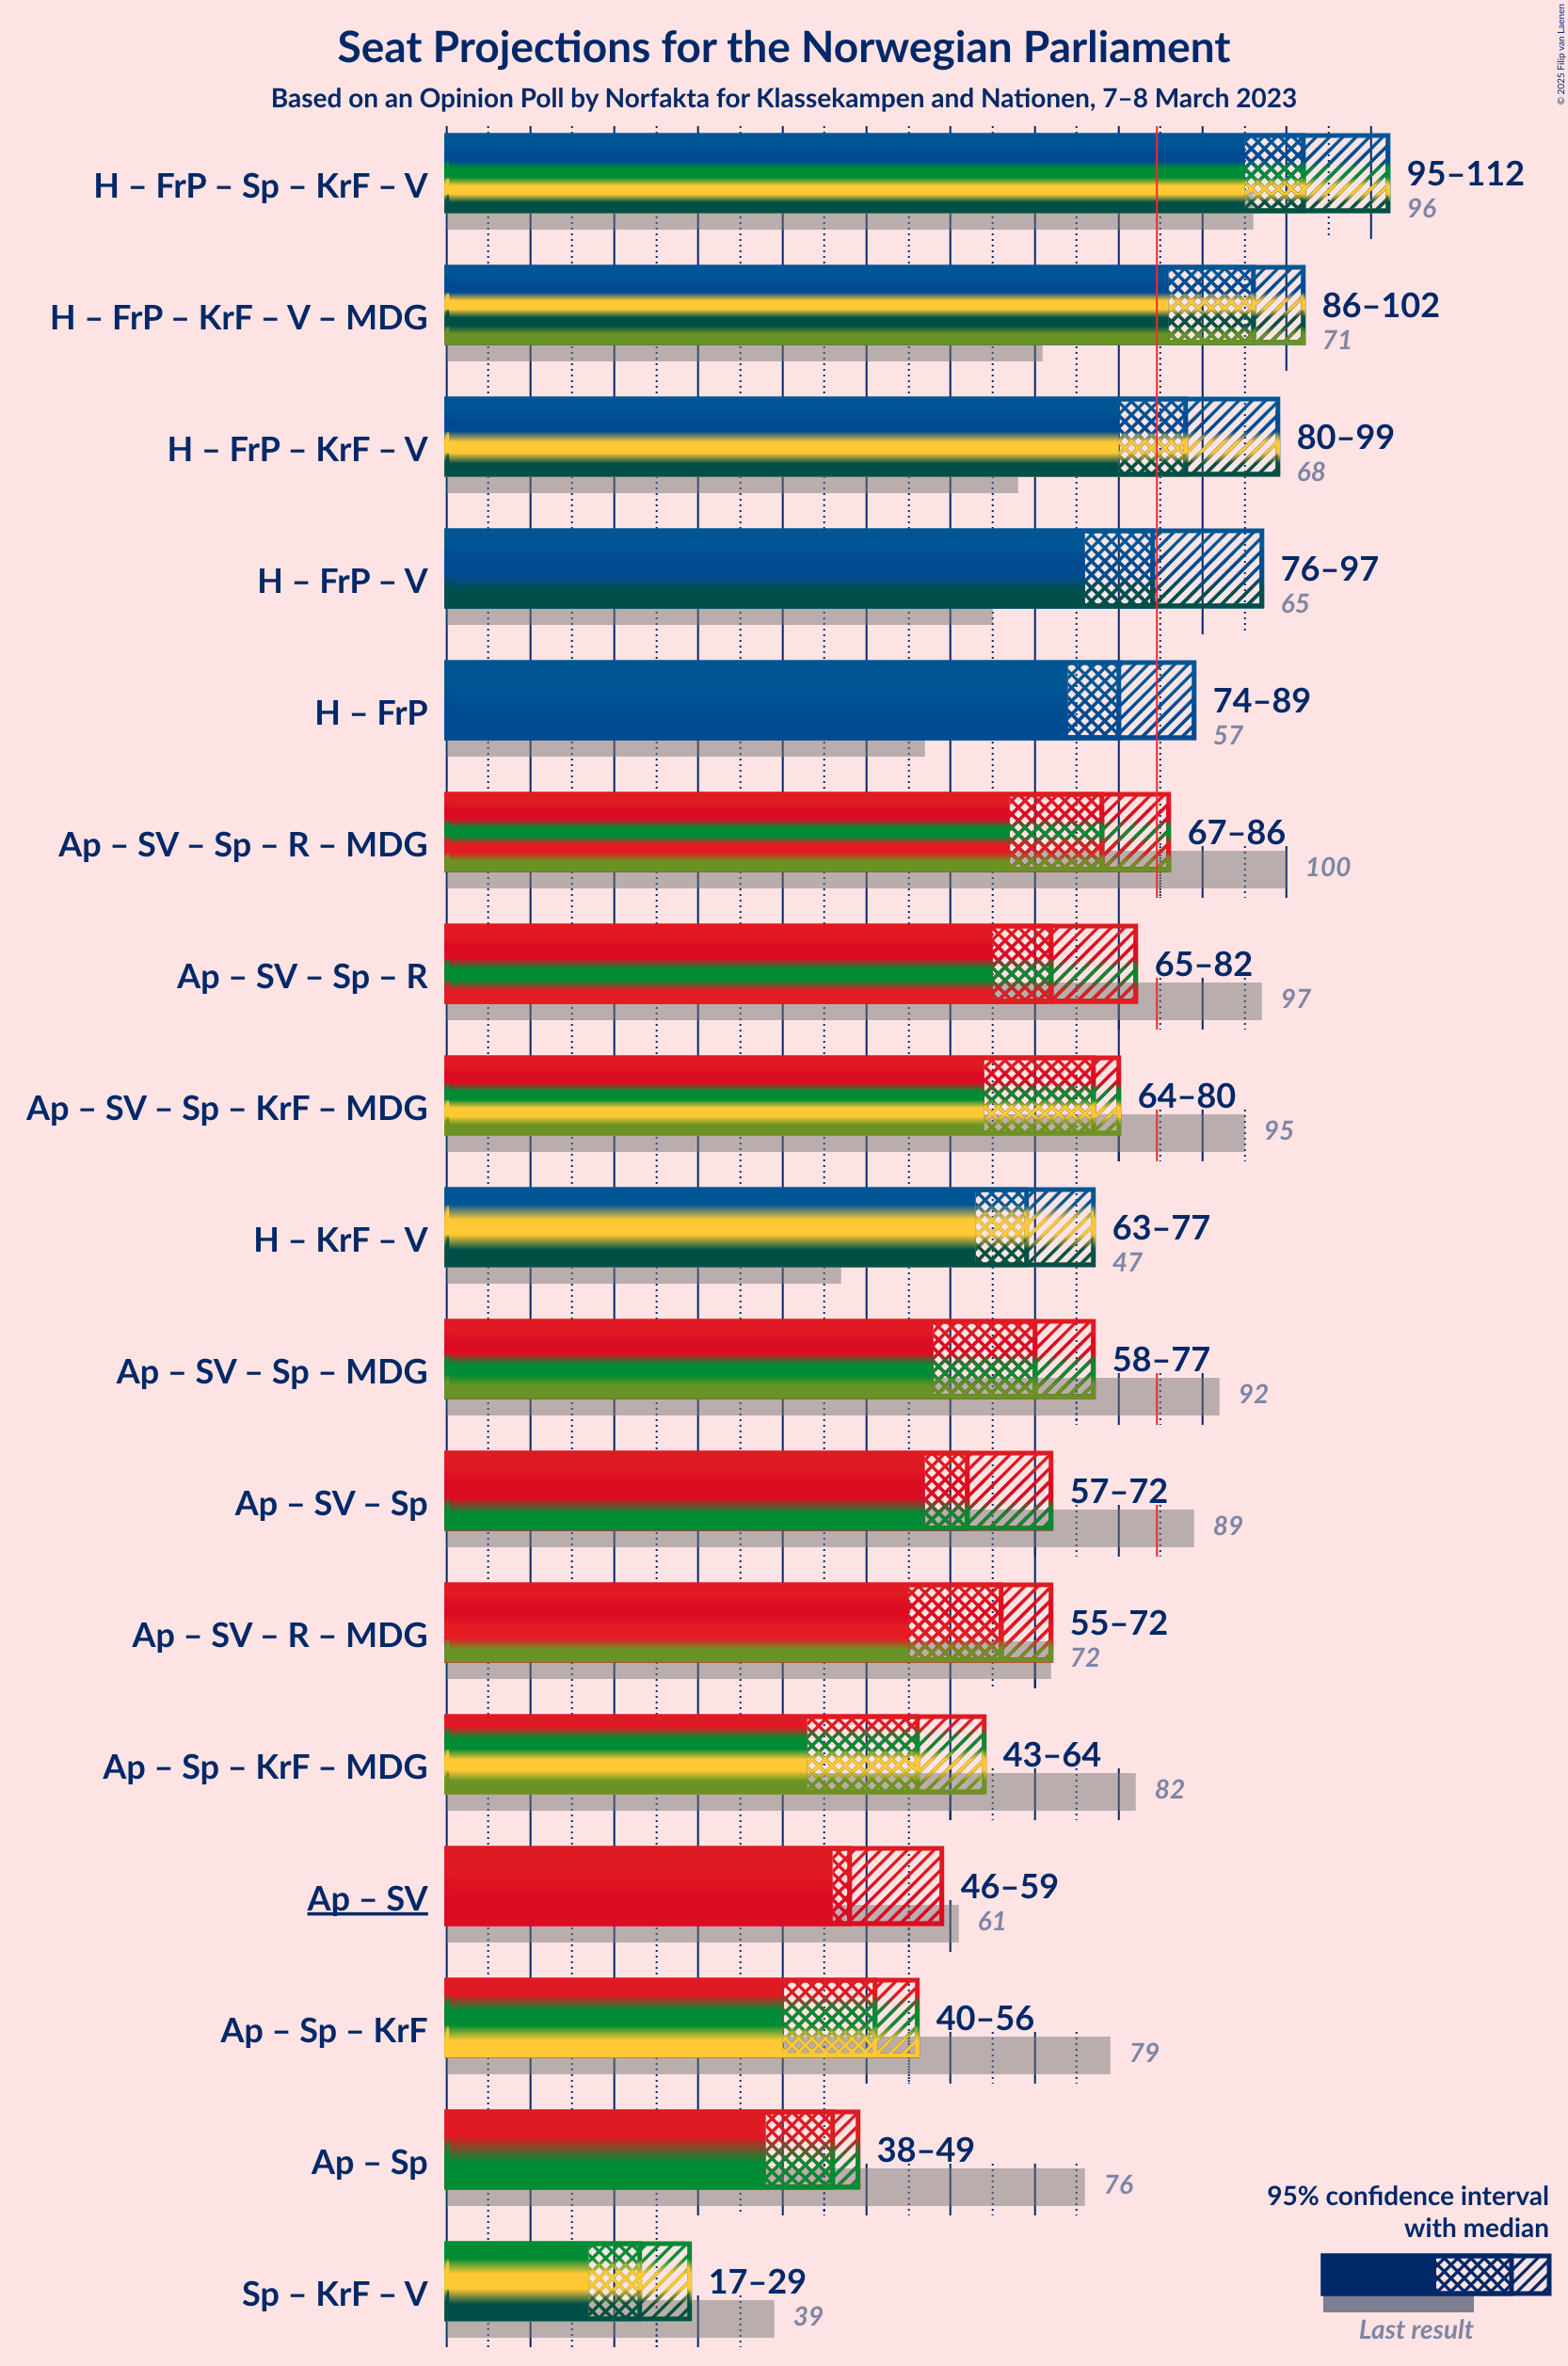 Seat Projections for the Norwegian Parliament
Based on an Opinion Poll by Norfakta for Klassekampen and Nationen, 7–8 March 2023
© 2025 Filip van Laenen
H – FrP – Sp – KrF – V
95–112
96
H – FrP – KrF – V – MDG
86–102
71
H – FrP – KrF – V
80–99
68
H – FrP – V
76–97
65
H – FrP
74–89
57
Ap – SV – Sp – R – MDG
67–86
100
Ap – SV – Sp – R
65–82
97
Ap – SV – Sp – KrF – MDG
64–80
95
H – KrF – V
63–77
47
Ap – SV – Sp – MDG
58–77
92
Ap – SV – Sp
57–72
89
Ap – SV – R – MDG
55–72
72
Ap – Sp – KrF – MDG
43–64
82
Ap – SV
46–59
61
Ap – Sp – KrF
40–56
79
Ap – Sp
38–49
76
Sp – KrF – V
17–29
39
95% confidence interval
with median
Last result